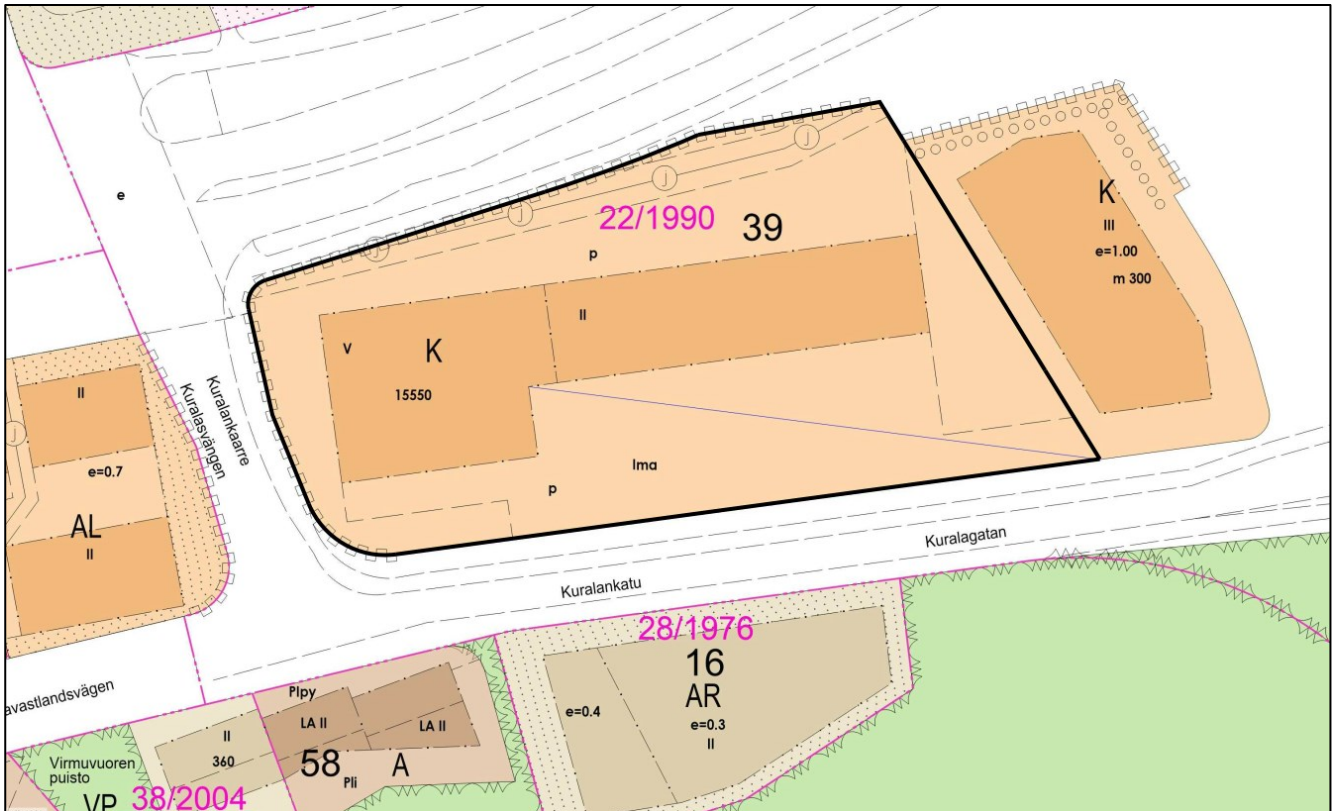 e
22/1990
39
p
K
III
e=1.00
m 300
II
V
K
15550
Ima
p
J
J
J
J
J
II
e=0.7
AL
II
Kuralankaarre
Kuralasvängen
Kuralagatan
Kuralankatu
28/1976
16
AR
e=0.4
e=0.3
II
avastlandsvägen
Plpy
LA II
LA II
II
360
58
A
Pli
Virmuvuoren
puisto
VP
38/2004